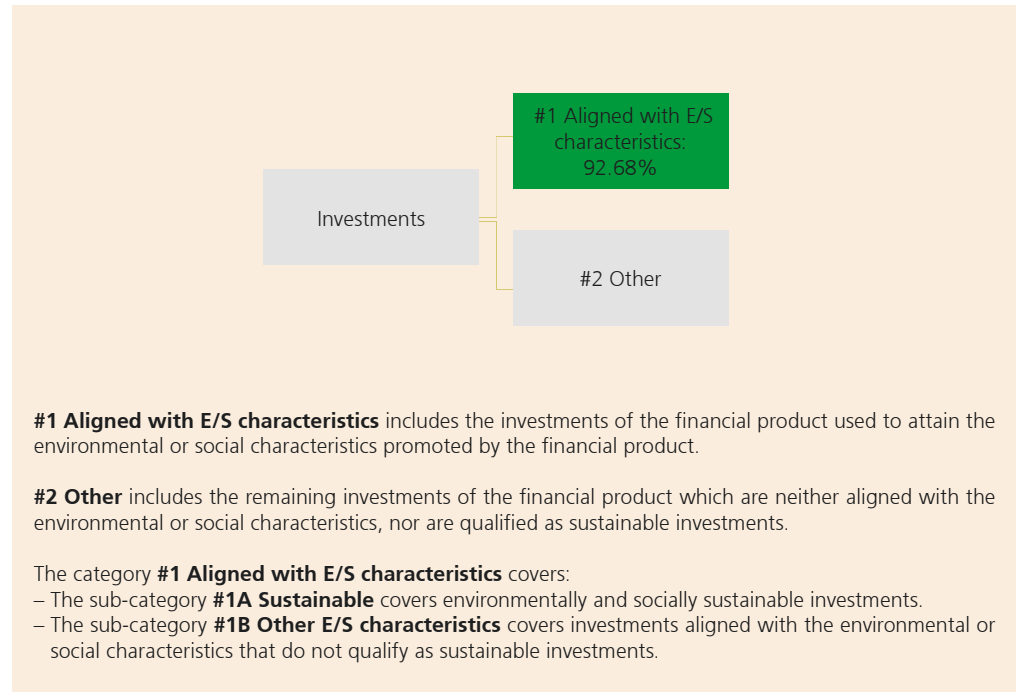 #1 Aligned with E/S
characteristics:
92.68%
Investments
#2 Other
#1 Aligned with E/S characteristics includes the investments of the financial product used to attain the
environmental or social characteristics promoted by the financial product.
#2 Other includes the remaining investments of the financial product which are neither aligned with the
environmental or social characteristics, nor are qualified as sustainable investments.
The category #1 Aligned with E/S characteristics covers:
– The sub-category #1A Sustainable covers environmentally and socially sustainable investments.
– The sub-category #1B Other E/S characteristics covers investments aligned with the environmental or
social characteristics that do not qualify as sustainable investments.